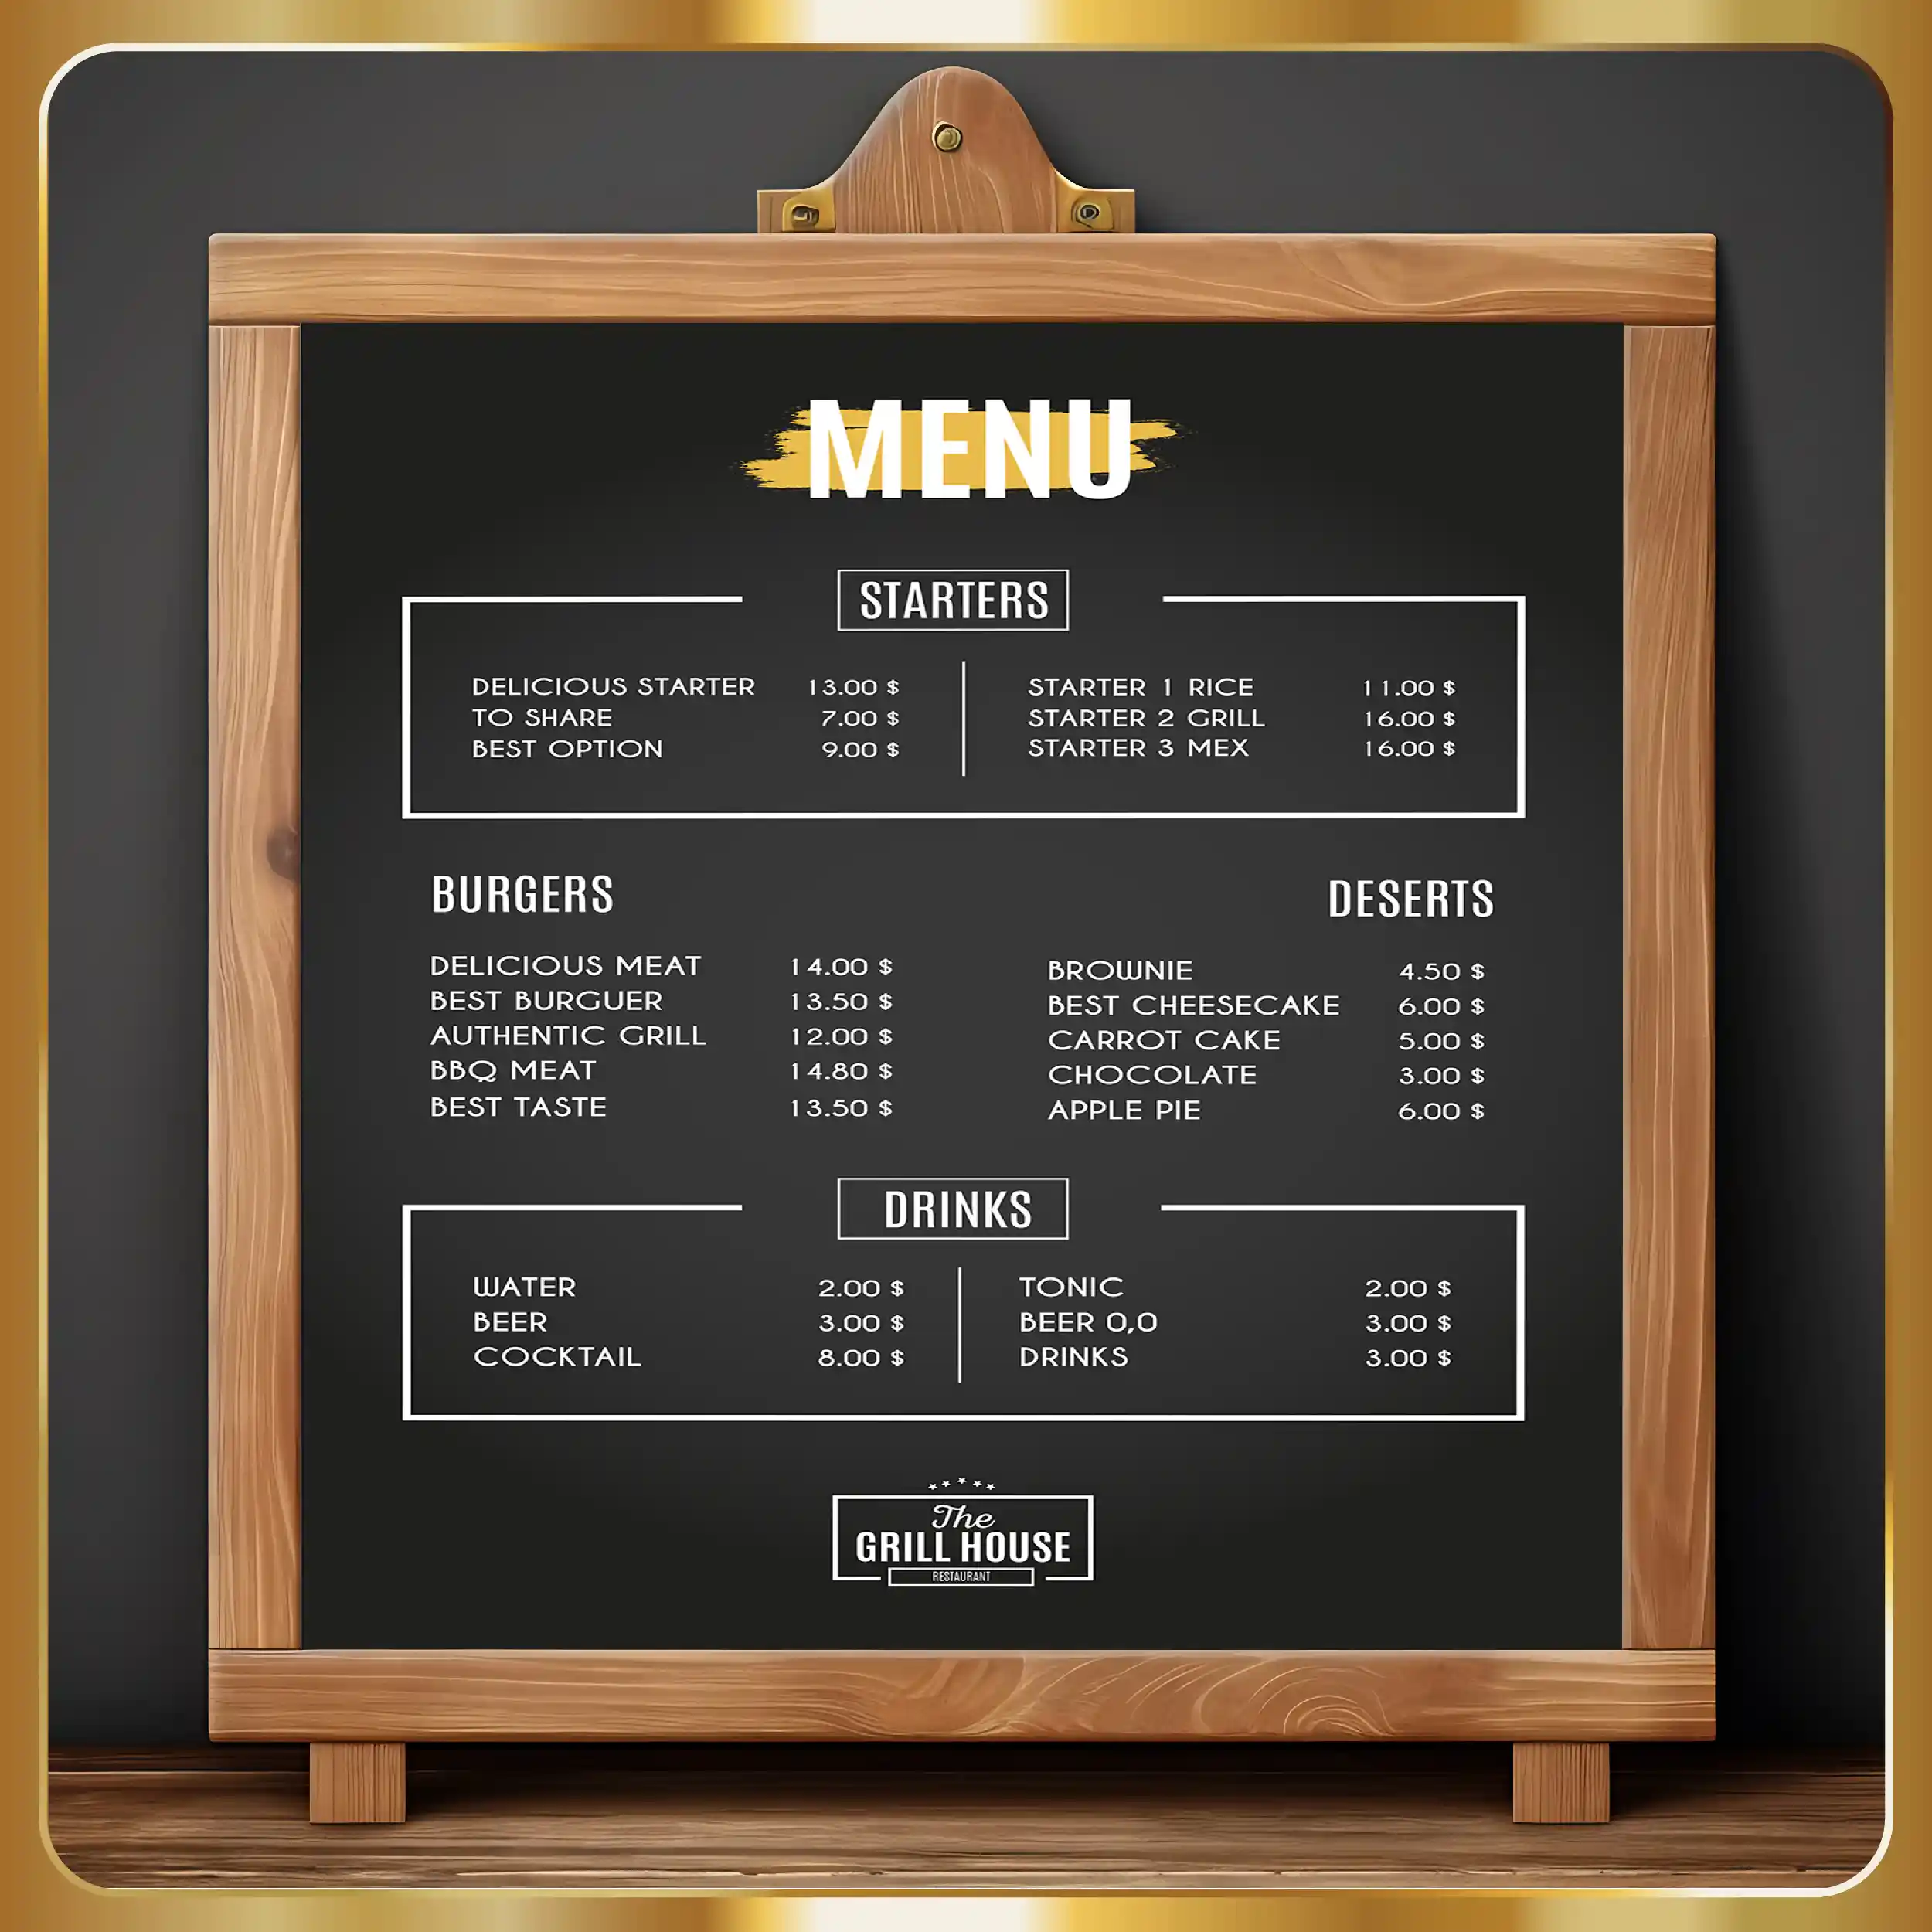 MENU
STARTERS
DELICIOUS STARTER 13.00 $
TO SHARE 7.00 $
BEST OPTION 9.00 $
STARTER 1 RICE 11.00 $
STARTER 2 GRILL 16.00 $
STARTER 3 MEX 16.00 $
BURGERS
DELICIOUS MEAT 14.00 $
BEST BURGUER 13.50 $
AUTHENTIC GRILL 12.00 $
BBQ MEAT 14.80 $
BEST TASTE 13.50 $
DESERTS
BROWNIE 4.50 $
BEST CHEESECAKE 6.00 $
CARROT CAKE 5.00 $
CHOCOLATE 3.00 $
APPLE PIE 6.00 $
DRINKS
WATER 2.00 $
BEER 3.00 $
COCKTAIL 8.00 $
TONIC 2.00 $
BEER 0,0 3.00 $
DRINKS 3.00 $
The
GRILL HOUSE
RESTAURANT